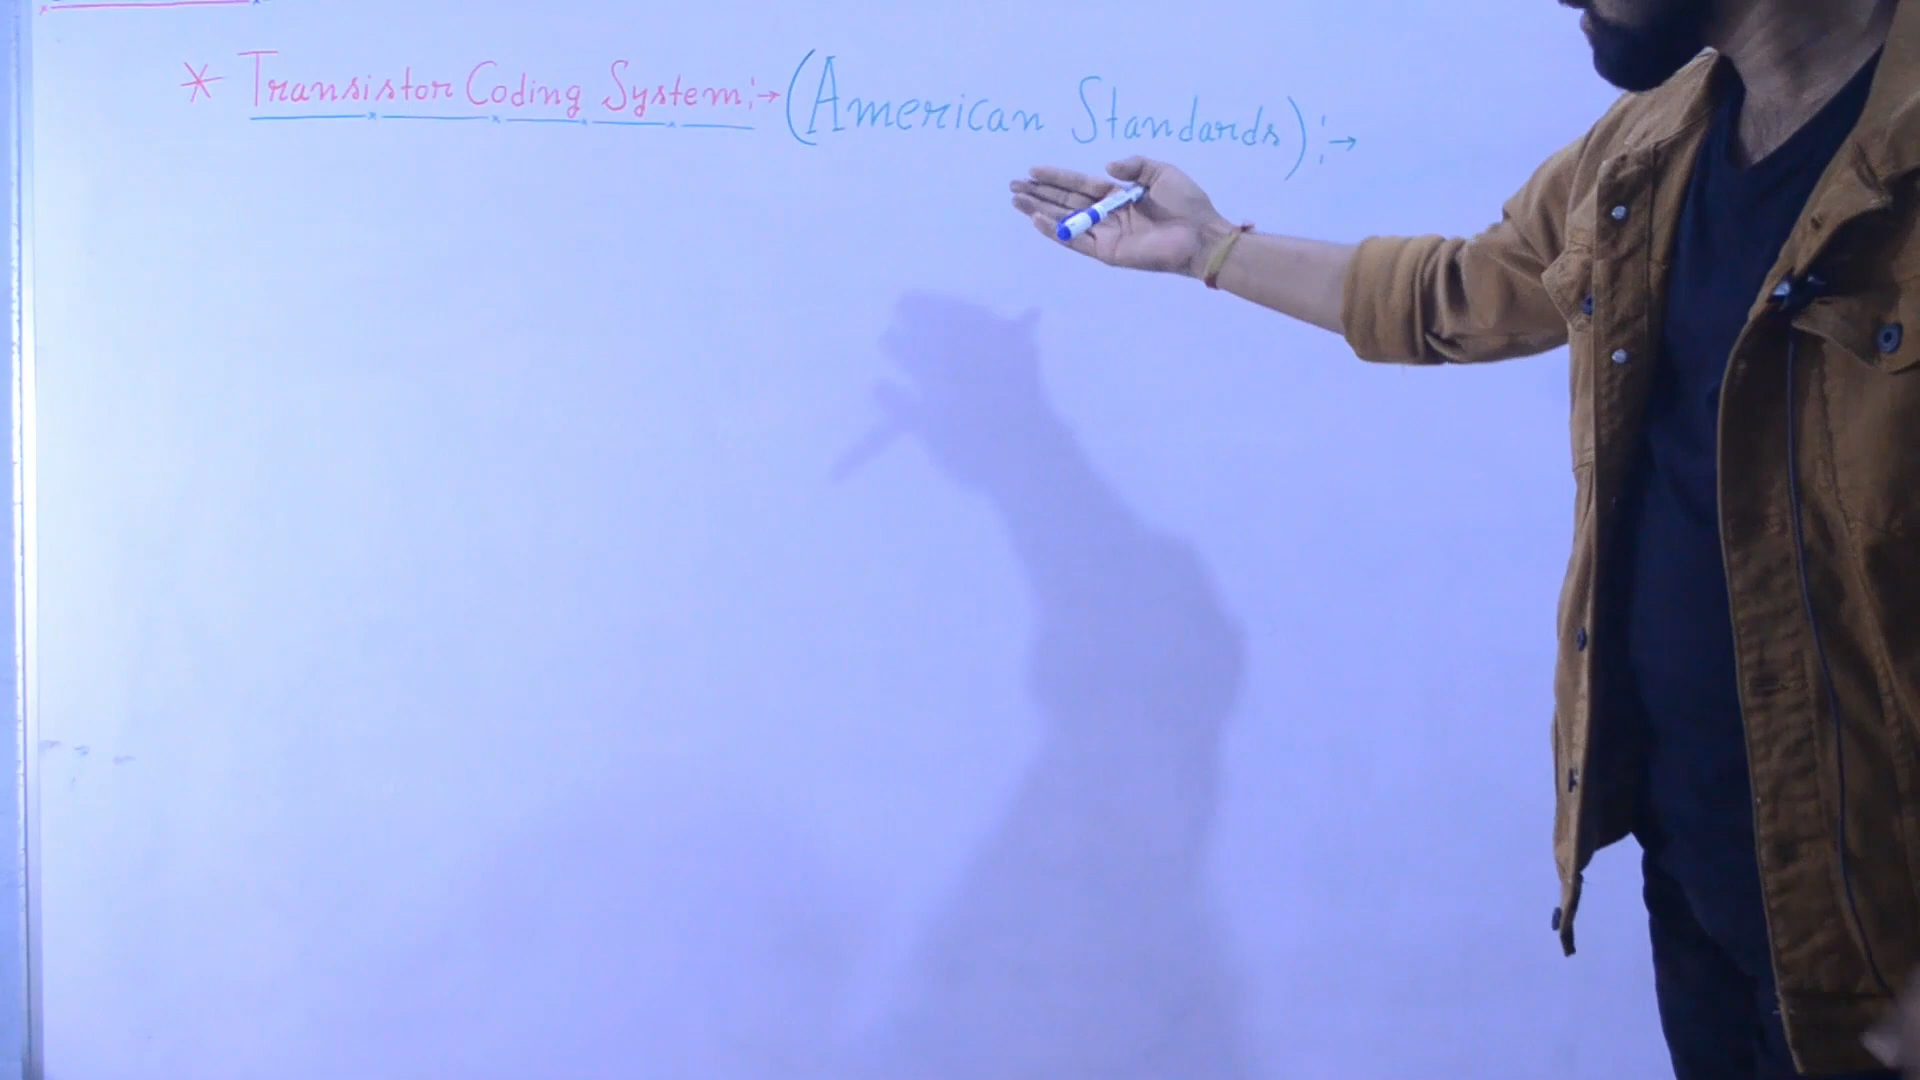 * Transistor Coding System:→ (American Standards):→